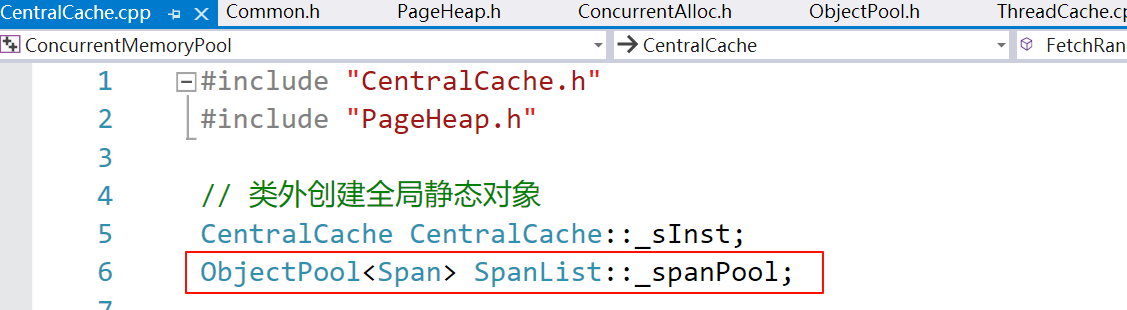 CentralCache.cpp Common.h PageHeap.h ConcurrentAlloc.h ObjectPool.h ThreadCache.cp
ConcurrentMemoryPool CentralCache FetchRan
1 #include "CentralCache.h"
2 #include "PageHeap.h"
3
4 // 类外创建全局静态对象
5 CentralCache CentralCache::_sInst;
6 ObjectPool<Span> SpanList::_spanPool;
7